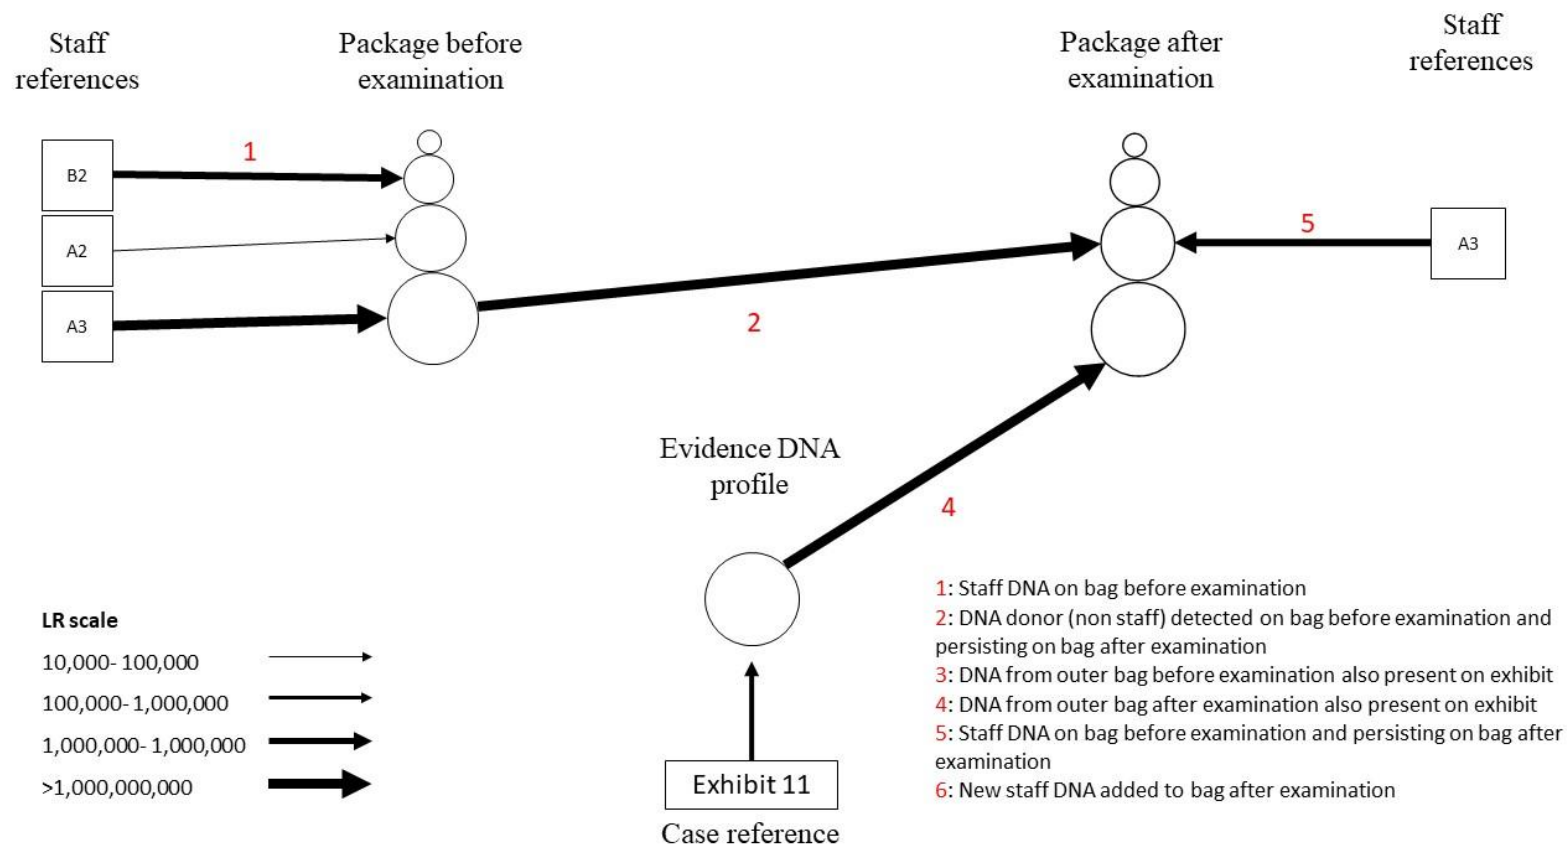 Staff
references
Package before
examination
Package after
examination
Staff
references
1
B2
A2
A3
2
5
A3
Evidence DNA
profile
4
LR scale
10,000- 100,000
100,000- 1,000,000
1,000,000- 1,000,000
>1,000,000,000
Exhibit 11
Case reference
1: Staff DNA on bag before examination
2: DNA donor (non staff) detected on bag before examination and
persisting on bag after examination
3: DNA from outer bag before examination also present on exhibit
4: DNA from outer bag after examination also present on exhibit
5: Staff DNA on bag before examination and persisting on bag after
examination
6: New staff DNA added to bag after examination